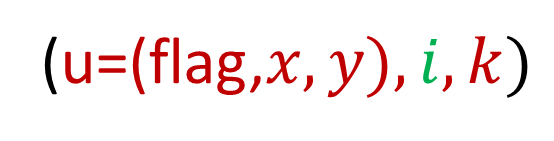 (u=(flag,x, y), i, k)